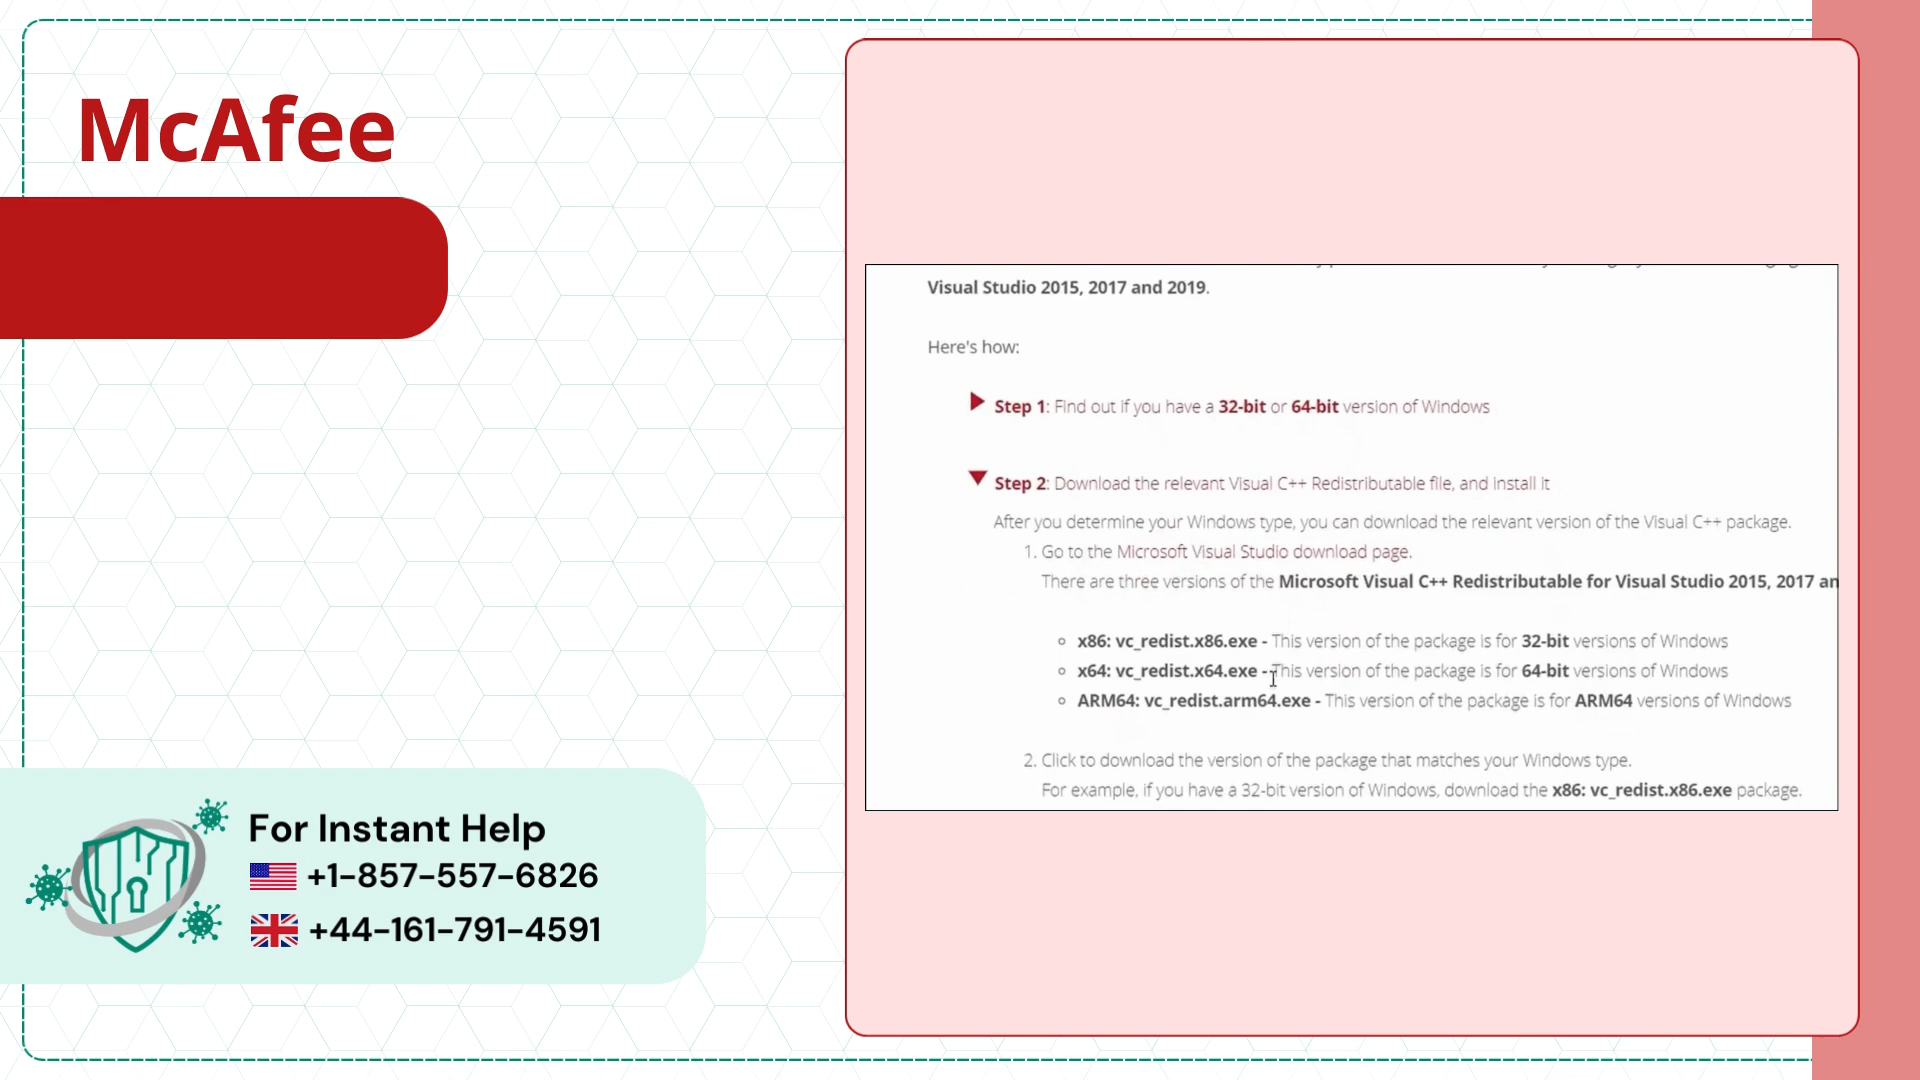 McAfee
For Instant Help
+1-857-557-6826
+44-161-791-4591
Visual Studio 2015, 2017 and 2019.
Here's how:
Step 1: Find out if you have a 32-bit or 64-bit version of Windows
Step 2: Download the relevant Visual C++ Redistributable file, and install it
After you determine your Windows type, you can download the relevant version of the Visual C++ package.
1. Go to the Microsoft Visual Studio download page.
There are three versions of the Microsoft Visual C++ Redistributable for Visual Studio 2015, 2017 an
x86: vc_redist.x86.exe - This version of the package is for 32-bit versions of Windows
x64: vc_redist.x64.exe - This version of the package is for 64-bit versions of Windows
ARM64: vc_redist.arm64.exe - This version of the package is for ARM64 versions of Windows
2. Click to download the version of the package that matches your Windows type.
For example, if you have a 32-bit version of Windows, download the x86: vc_redist.x86.exe package.